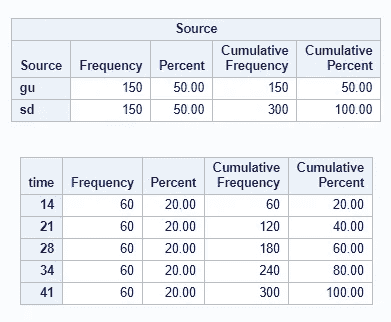 Source
Cumulative Cumulative
Source Frequency Percent Frequency Percent
gu 150 50.00 150 50.00
sd 150 50.00 300 100.00
Cumulative Cumulative
time Frequency Percent Frequency Percent
14 60 20.00 60 20.00
21 60 20.00 120 40.00
28 60 20.00 180 60.00
34 60 20.00 240 80.00
41 60 20.00 300 100.00